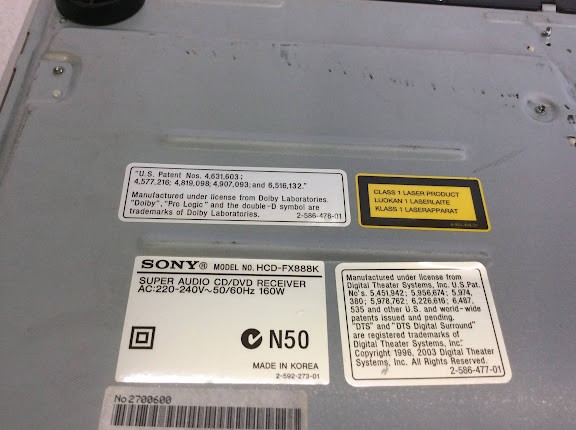 "U.S. Patent Nos. 4,631,603;
4,577,216; 4,819,098; 4,907,093; and 6,516,132."
Manufactured under license from Dolby Laboratories.
"Dolby", "Pro Logic" and the double-D symbol are
trademarks of Dolby Laboratories.
2-586-478-01
CLASS 1 LASER PRODUCT
LUOKAN 1 LASERLAITE
KLASS 1 LASERAPPARAT
SONY® MODEL NO. HCD-FX888K
SUPER AUDIO CD/DVD RECEIVER
AC:220-240V~50/60Hz 160W
N50
MADE IN KOREA
2-592-273-01
Manufactured under license from
Digital Theater Systems, Inc. U.S. Pat.
No's. 5,451,942; 5,956,674; 5,974,
380; 5,978,762; 6,226,616; 6,487,
535 and other U.S. and world-wide
patents issued and pending.
"DTS" and "DTS Digital Surround"
are registered trademarks of
Digital Theater Systems, Inc.
Copyright 1996, 2003 Digital Theater
Systems, Inc. All Rights Reserved.
2-586-477-01
No2700600